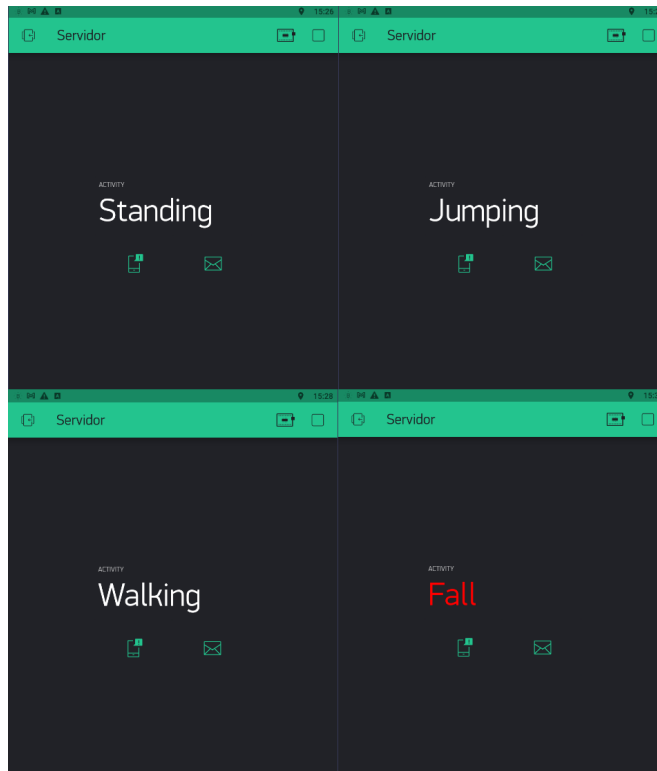 15:26
Servidor
Servidor
ACTIVITY
Standing
ACTIVITY
Jumping
15:28
Servidor
Servidor
ACTIVITY
Walking
ACTIVITY
Fall